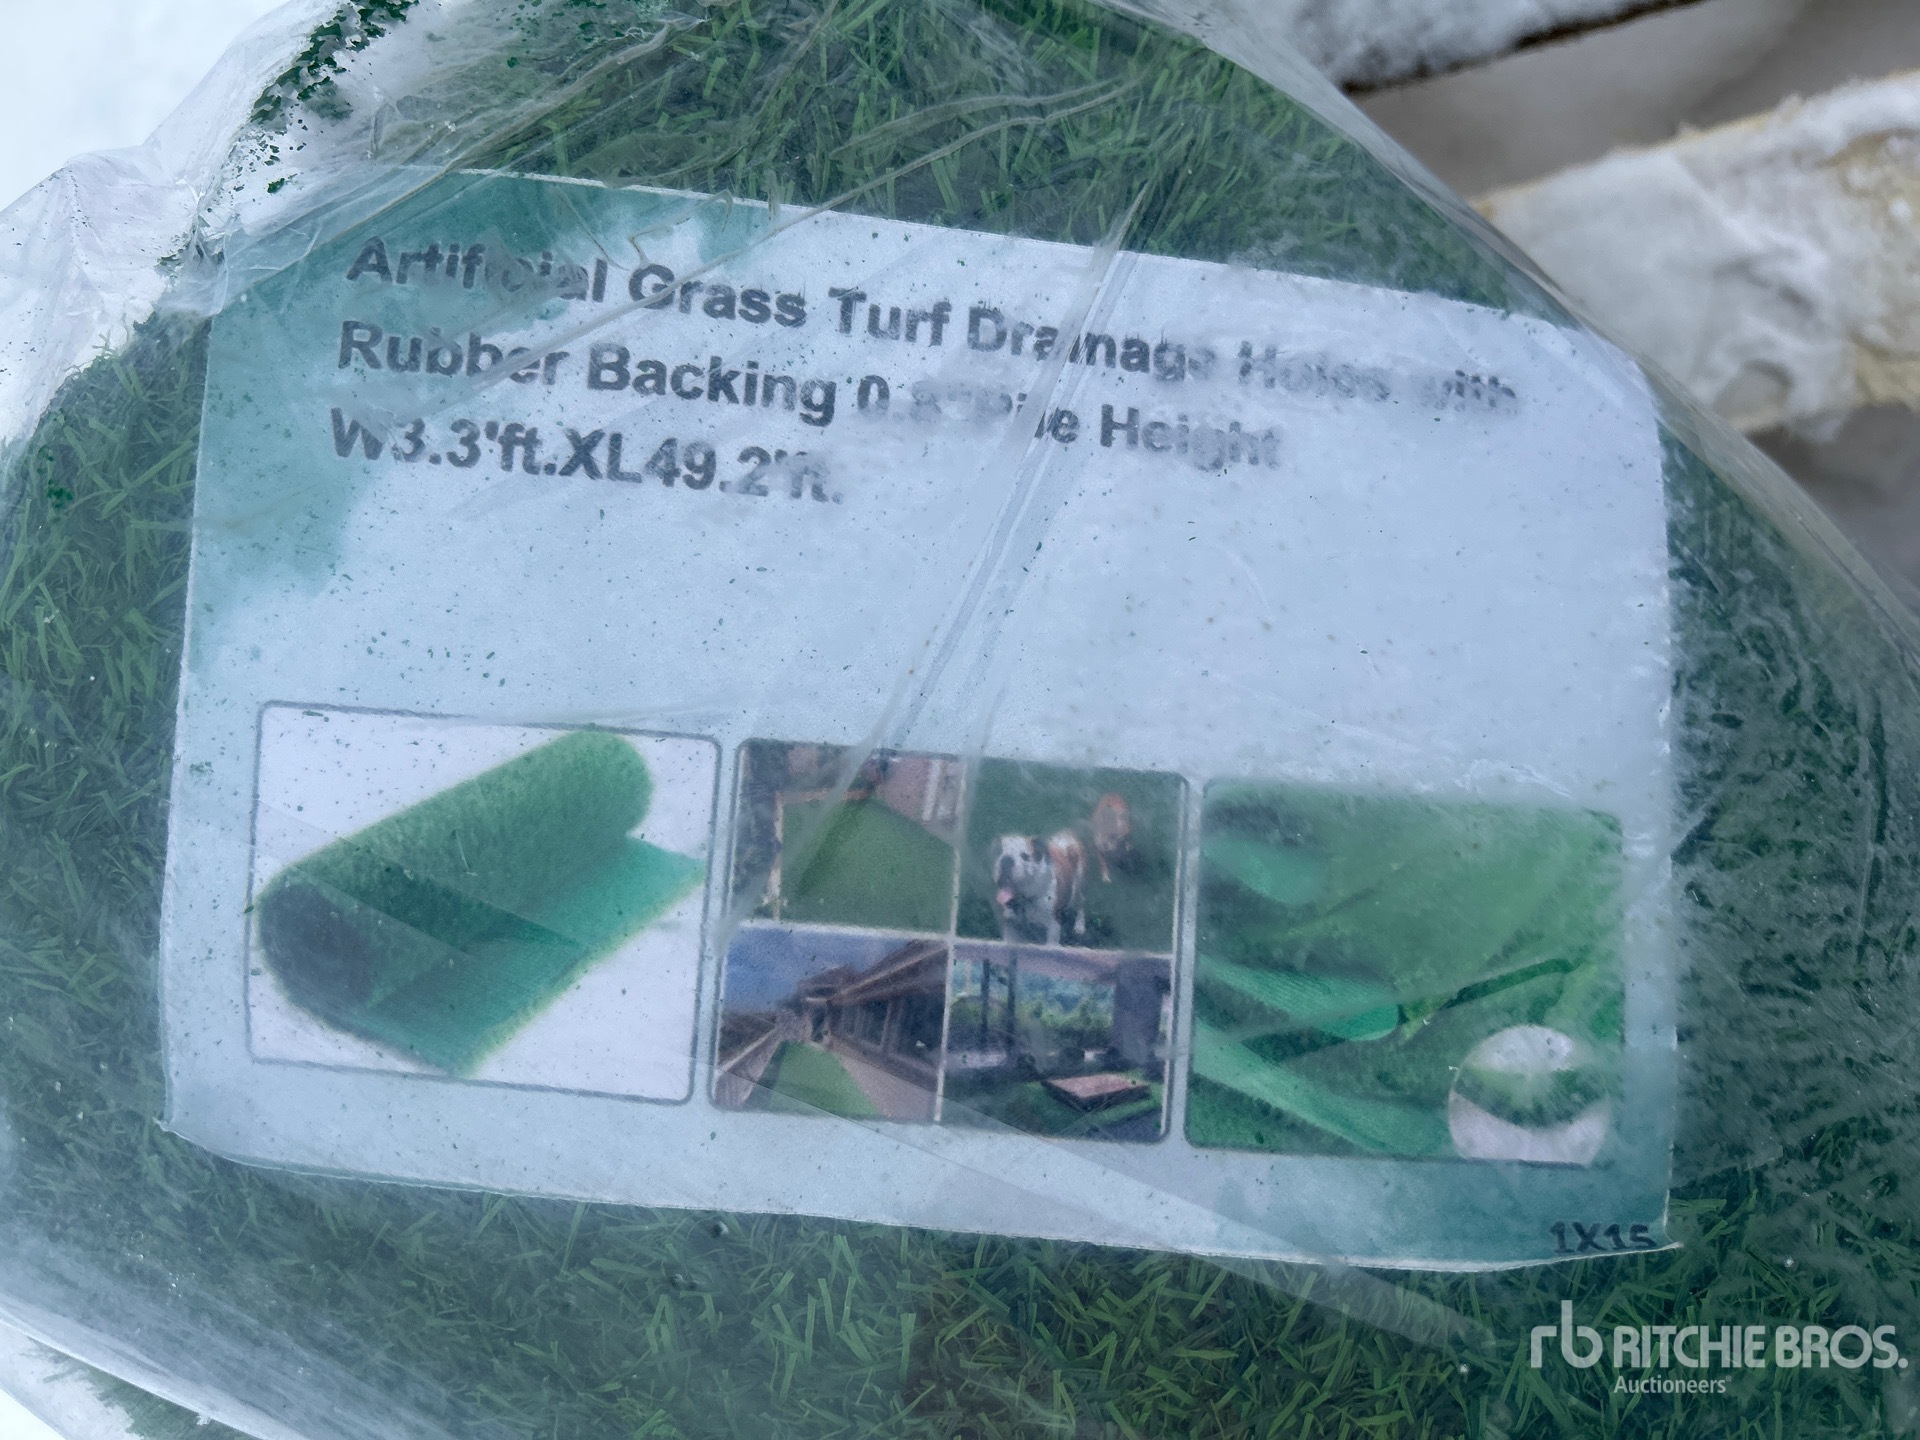 Artificial Grass Turf Drainage Holes with
Rubber Backing 0.8" Pile Height
W3.3'ft.XL49.2'ft.
1X15
rb RITCHIE BROS.
Auctioneers